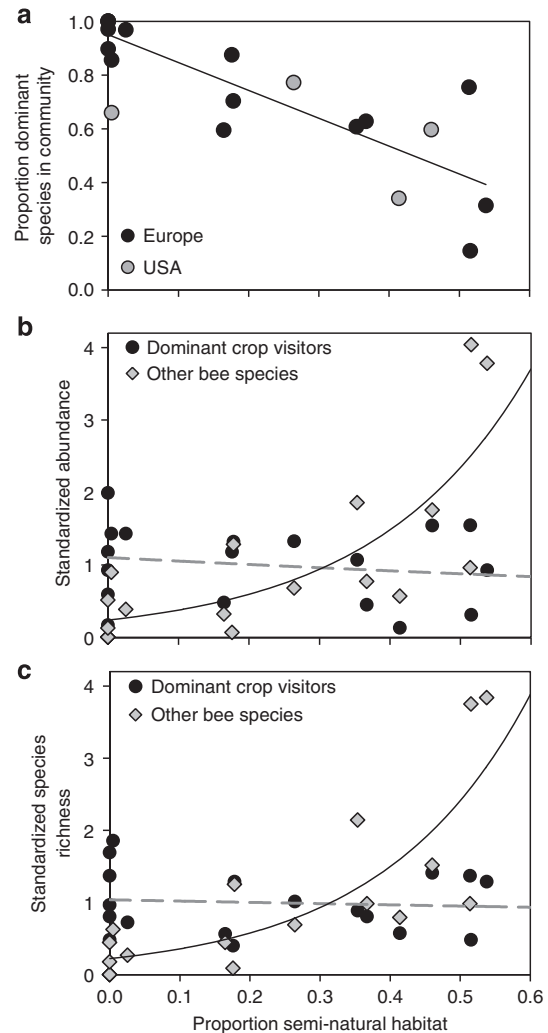 a
1.0
0.8
0.6
0.4
0.2
0.0
Proportion dominant
species in community
Europe
USA
b
4
3
2
1
0
Standardized abundance
Dominant crop visitors
Other bee species
c
4
3
2
1
0
Standardized species
richness
Dominant crop visitors
Other bee species
0.0 0.1 0.2 0.3 0.4 0.5 0.6
Proportion semi-natural habitat